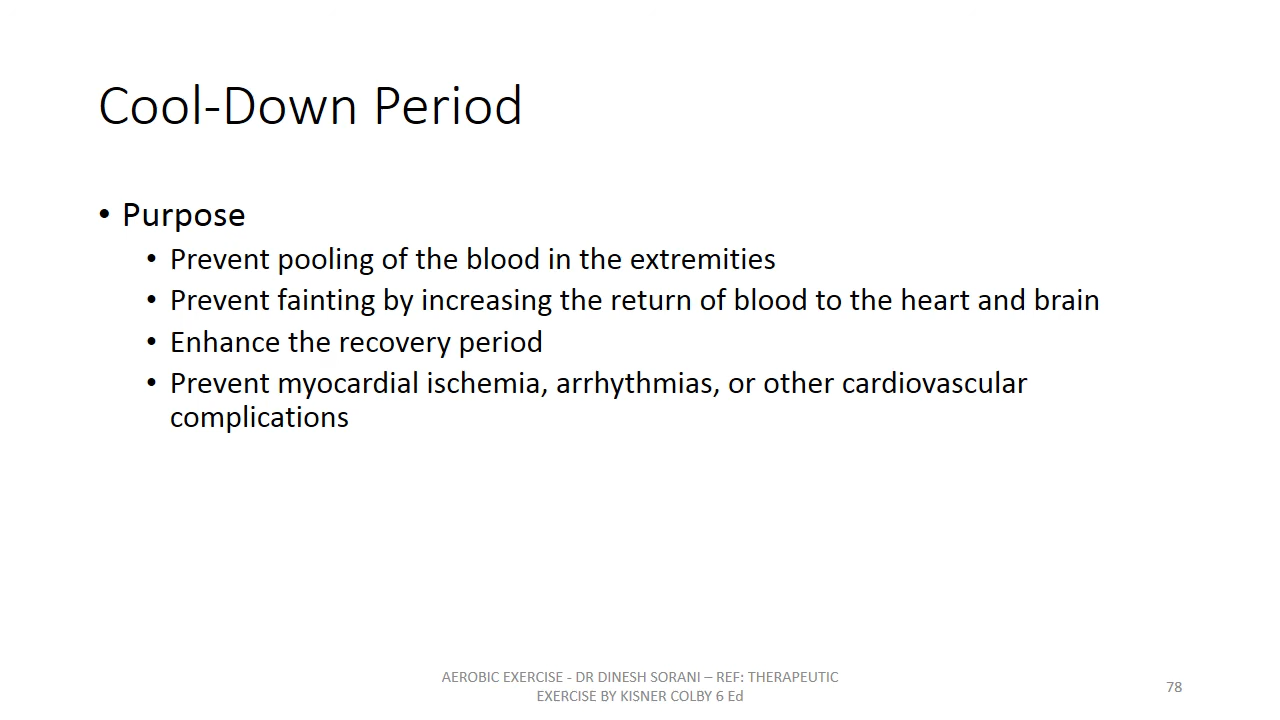 Cool-Down Period
• Purpose
• Prevent pooling of the blood in the extremities
• Prevent fainting by increasing the return of blood to the heart and brain
• Enhance the recovery period
• Prevent myocardial ischemia, arrhythmias, or other cardiovascular
complications
AEROBIC EXERCISE - DR DINESH SORANI – REF: THERAPEUTIC
EXERCISE BY KISNER COLBY 6 Ed
78